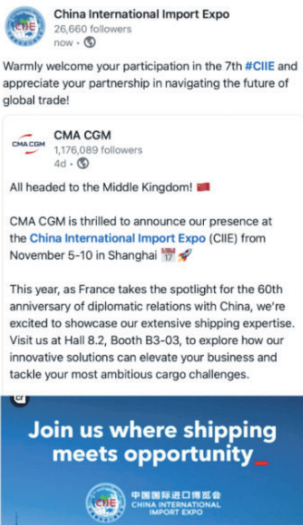 China International Import Expo
26,660 followers
now •
Warmly welcome your participation in the 7th #CIIE and
appreciate your partnership in navigating the future of
global trade!
CMA CGM
CMA CGM
1,176,089 followers
4d •
All headed to the Middle Kingdom! 🇨🇳
CMA CGM is thrilled to announce our presence at
the China International Import Expo (CIIE) from
November 5-10 in Shanghai 📅🚀
This year, as France takes the spotlight for the 60th
anniversary of diplomatic relations with China, we're
excited to showcase our extensive shipping expertise.
Visit us at Hall 8.2, Booth B3-03, to explore how our
innovative solutions can elevate your business and
tackle your most ambitious cargo challenges.
Join us where shipping
meets opportunity_
CIIE
中国国际进口博览会
CHINA INTERNATIONAL
IMPORT EXPO